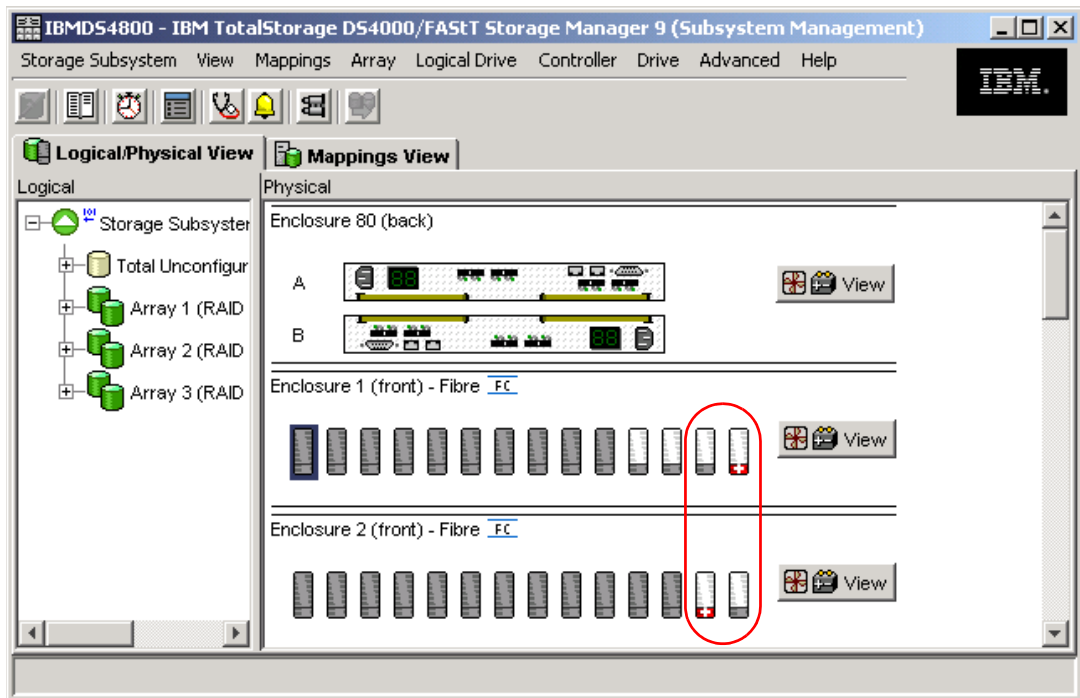 IBMDS4800 - IBM TotalStorage DS4000/FAStT Storage Manager 9 (Subsystem Management)
Storage Subsystem View Mappings Array Logical Drive Controller Drive Advanced Help
IBM.
Logical/Physical View Mappings View
Logical
Physical
Storage Subsyster
Total Unconfigur
Array 1 (RAID
Array 2 (RAID
Array 3 (RAID
Enclosure 80 (back)
A
88
View
B
88
Enclosure 1 (front) - Fibre FC
View
Enclosure 2 (front) - Fibre FC
View